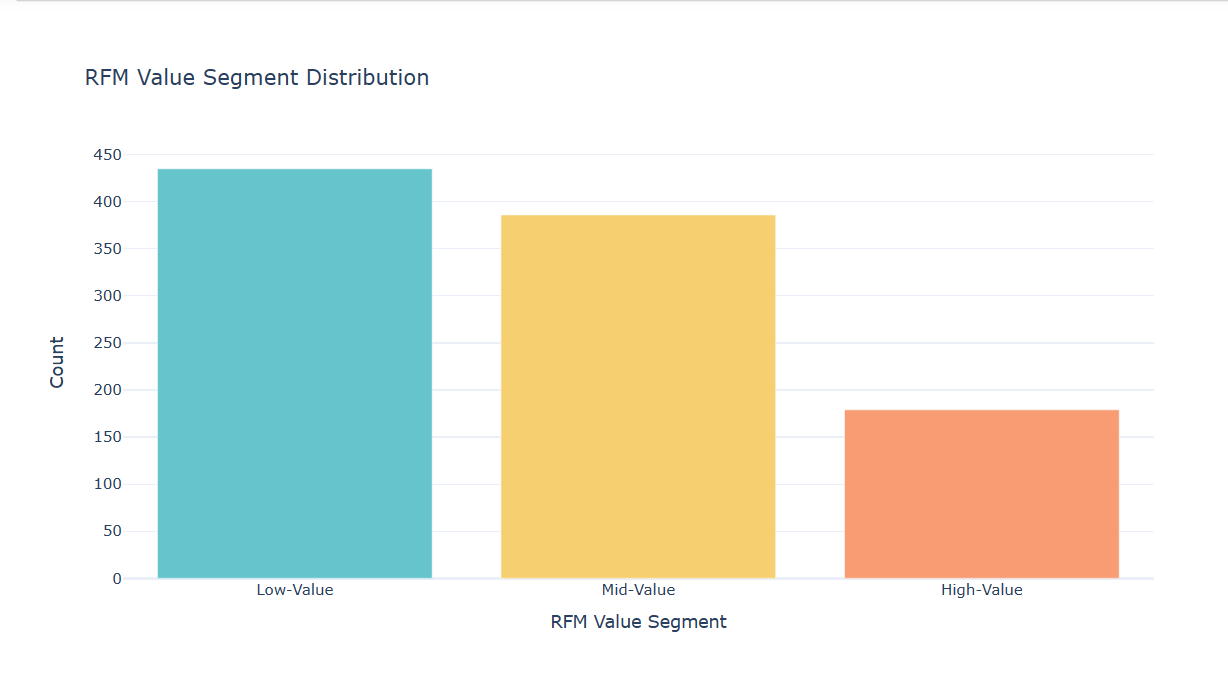 RFM Value Segment Distribution
450
400
350
300
250
200
150
100
50
0
Count
Low-Value Mid-Value High-Value
RFM Value Segment